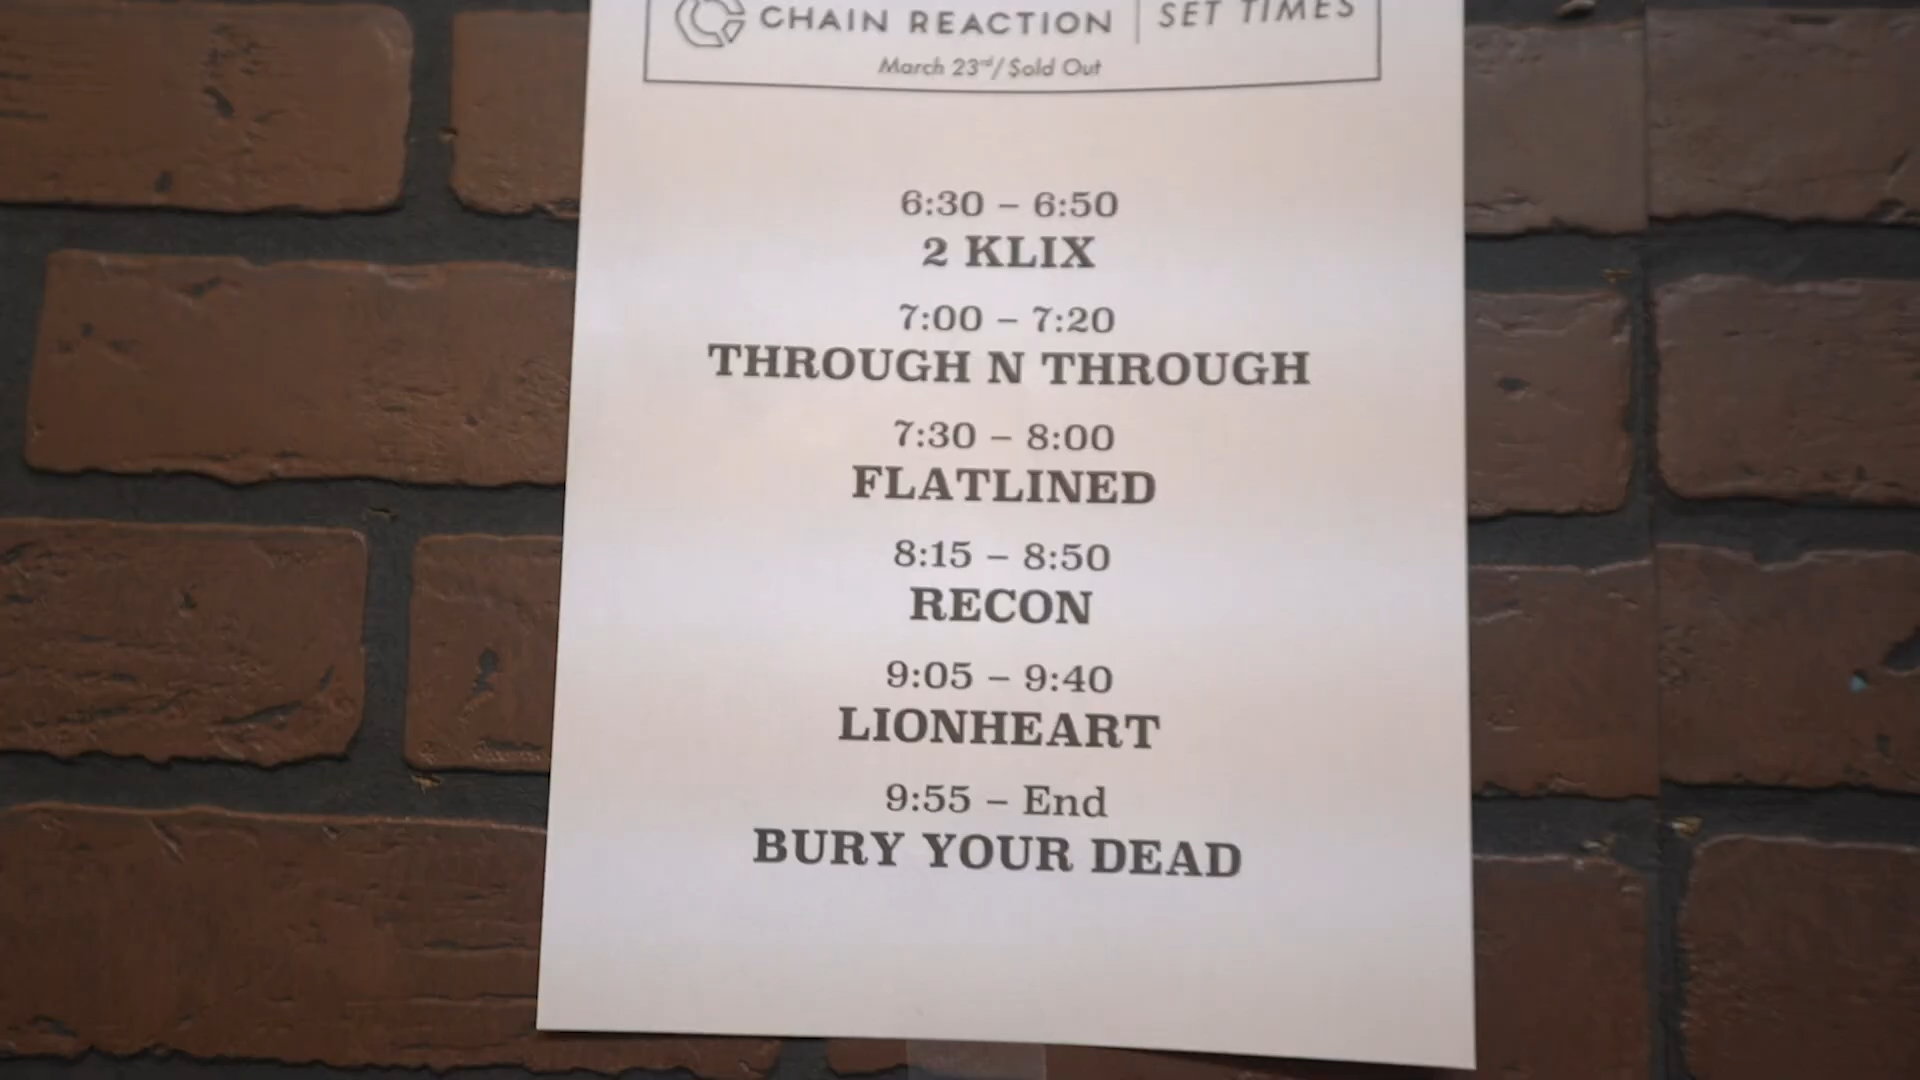 CHAIN REACTION | SET TIMES
March 23rd/Sold Out
6:30 – 6:50
2 KLIX
7:00 – 7:20
THROUGH N THROUGH
7:30 – 8:00
FLATLINED
8:15 – 8:50
RECON
9:05 – 9:40
LIONHEART
9:55 – End
BURY YOUR DEAD